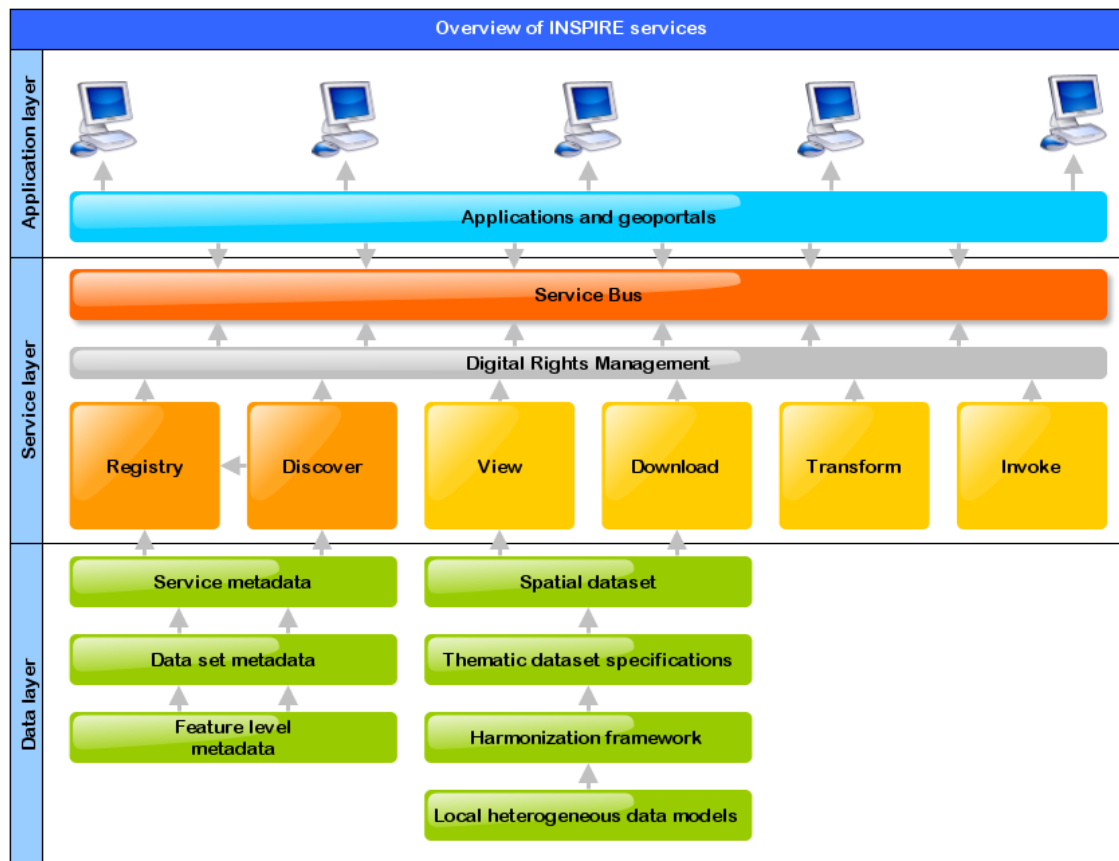 Overview of INSPIRE services
Application layer
Applications and geoportals
Service layer
Service Bus
Digital Rights Management
Registry
Discover
View
Download
Transform
Invoke
Data layer
Service metadata
Spatial dataset
Data set metadata
Thematic dataset specifications
Feature level
metadata
Harmonization framework
Local heterogeneous data models